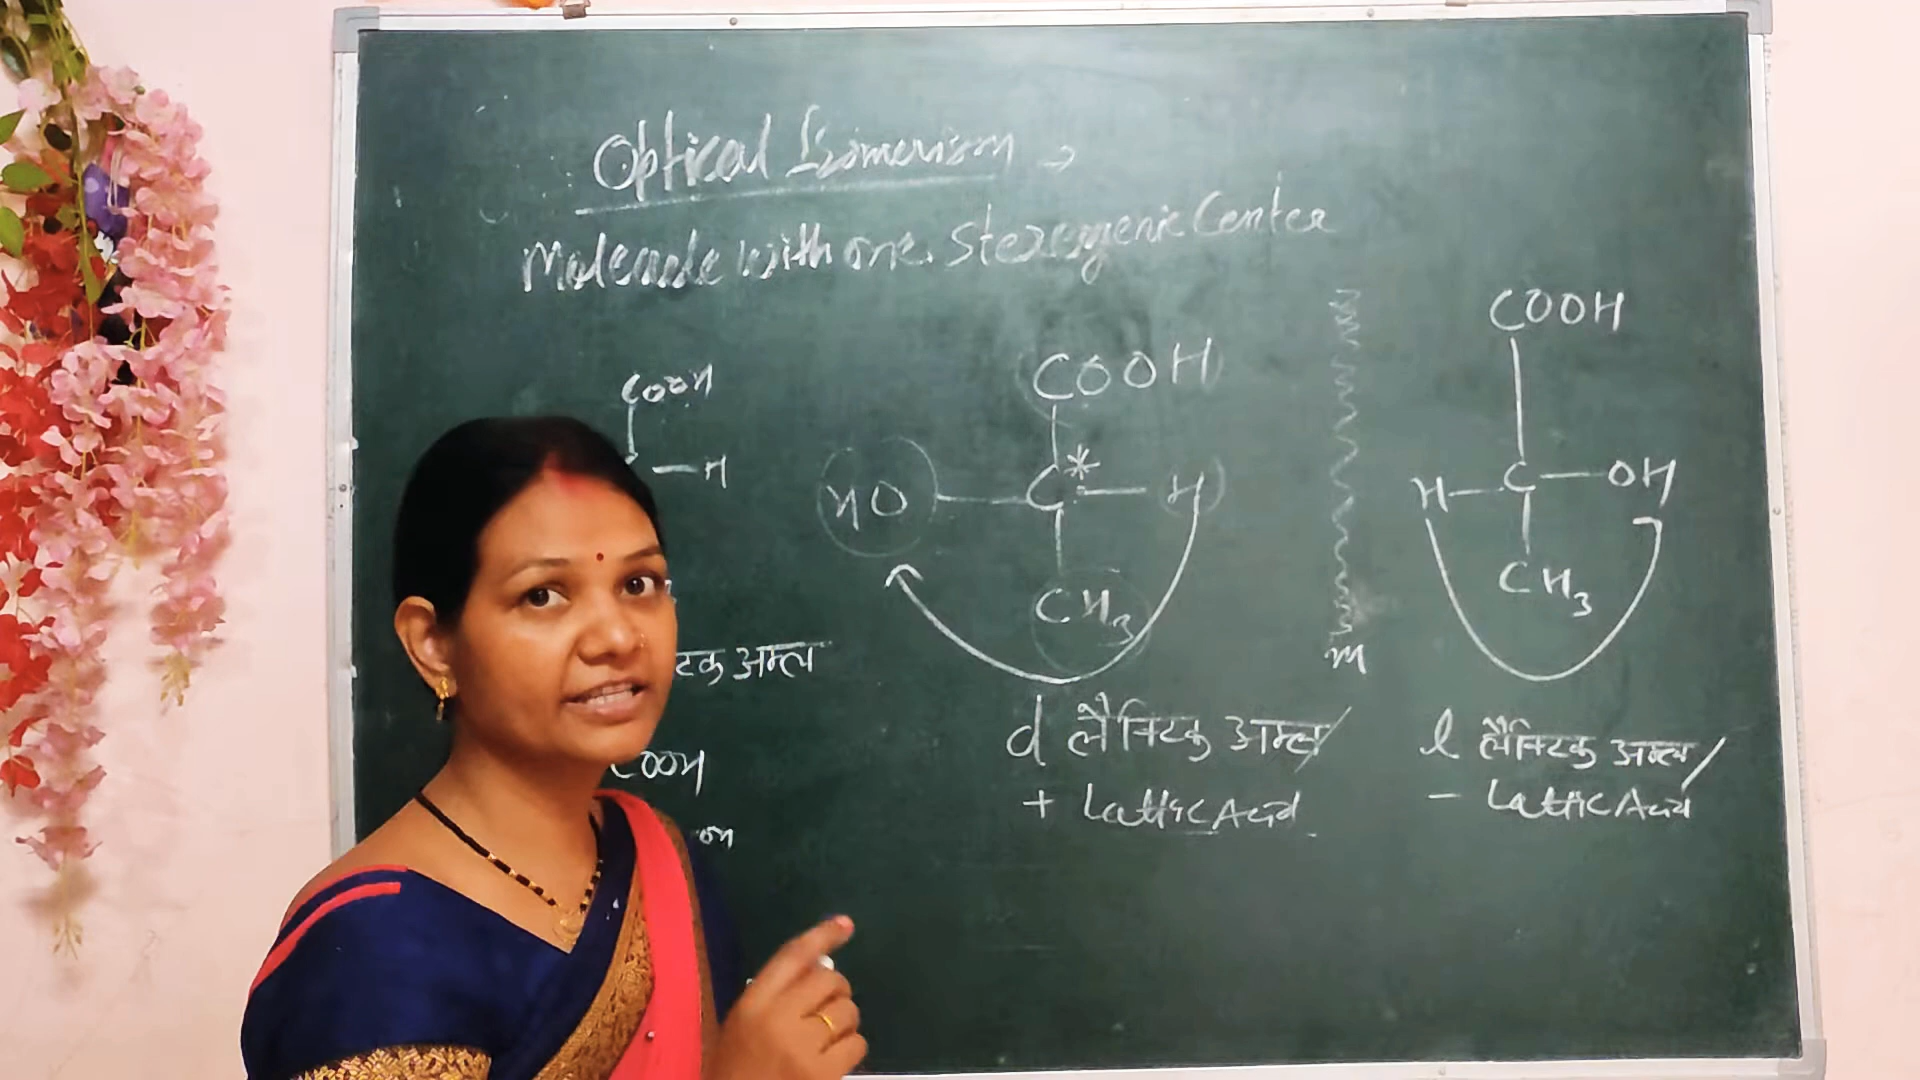 Optical Isomerism →
Molecule with one Stereogenic Center
COOH
— H
टिक अम्ल
COOH
OH
COOH
HO — C* — H
CH3
d लैक्टिक अम्ल/
+ Lactic Acid
m
COOH
H — C — OH
CH3
l लैक्टिक अम्ल/
- Lactic Acid